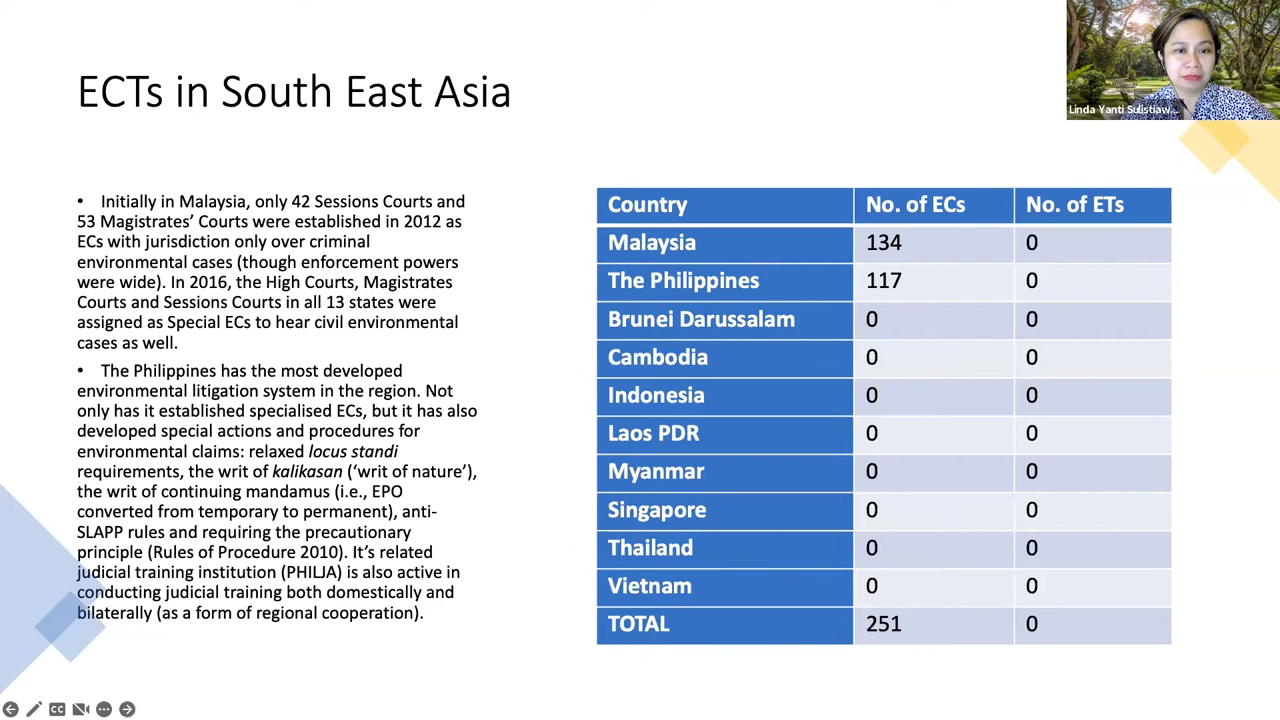 ECTs in South East Asia
Linda Yanti Sulistiaw...
• Initially in Malaysia, only 42 Sessions Courts and
53 Magistrates’ Courts were established in 2012 as
ECs with jurisdiction only over criminal
environmental cases (though enforcement powers
were wide). In 2016, the High Courts, Magistrates
Courts and Sessions Courts in all 13 states were
assigned as Special ECs to hear civil environmental
cases as well.
• The Philippines has the most developed
environmental litigation system in the region. Not
only has it established specialised ECs, but it has also
developed special actions and procedures for
environmental claims: relaxed locus standi
requirements, the writ of kalikasan (‘writ of nature’),
the writ of continuing mandamus (i.e., EPO
converted from temporary to permanent), anti-
SLAPP rules and requiring the precautionary
principle (Rules of Procedure 2010). It’s related
judicial training institution (PHILJA) is also active in
conducting judicial training both domestically and
bilaterally (as a form of regional cooperation).
Country No. of ECs No. of ETs
Malaysia 134 0
The Philippines 117 0
Brunei Darussalam 0 0
Cambodia 0 0
Indonesia 0 0
Laos PDR 0 0
Myanmar 0 0
Singapore 0 0
Thailand 0 0
Vietnam 0 0
TOTAL 251 0
CC